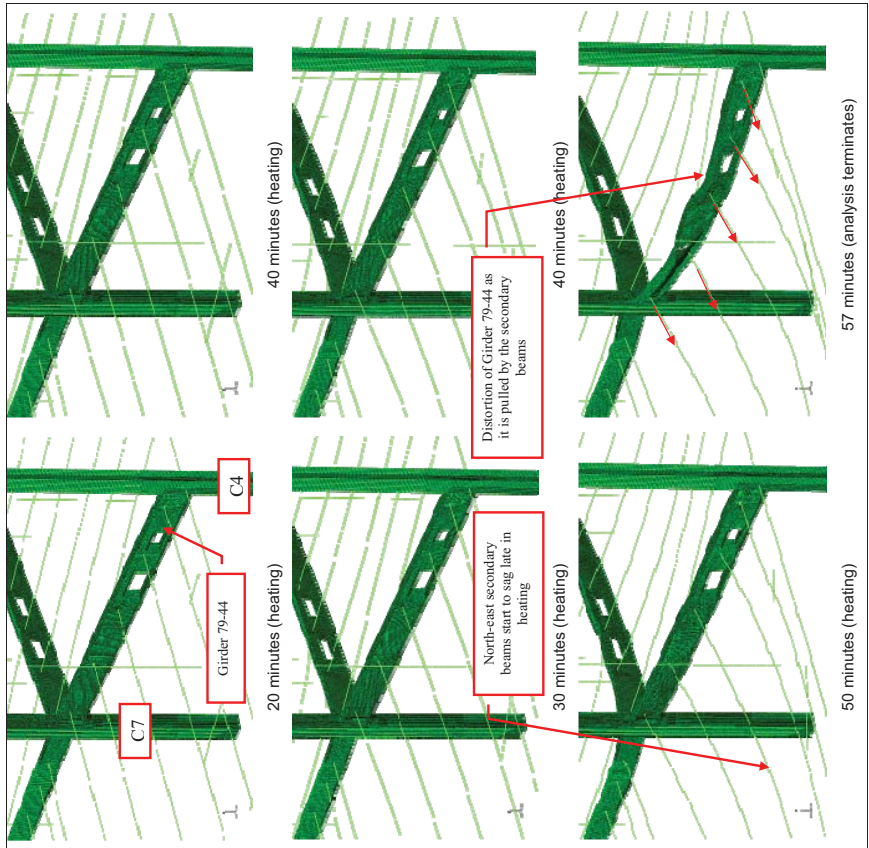 C7
C4
Girder 79-44
20 minutes (heating)
40 minutes (heating)
North-east secondary
beams start to sag late in
heating
Distortion of Girder 79-44 as
it is pulled by the secondary
beams
30 minutes (heating)
40 minutes (heating)
50 minutes (heating)
57 minutes (analysis terminates)